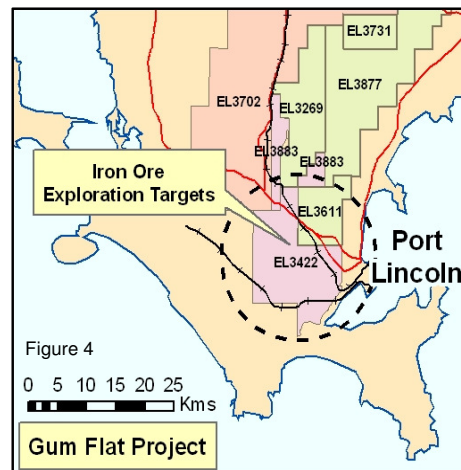 EL3731
EL3877
EL3702
EL3269
EL3883
EL3883
Iron Ore
Exploration Targets
EL3611
Port
Lincoln
EL3422
Figure 4
0 5 10 15 20 25
Kms
Gum Flat Project